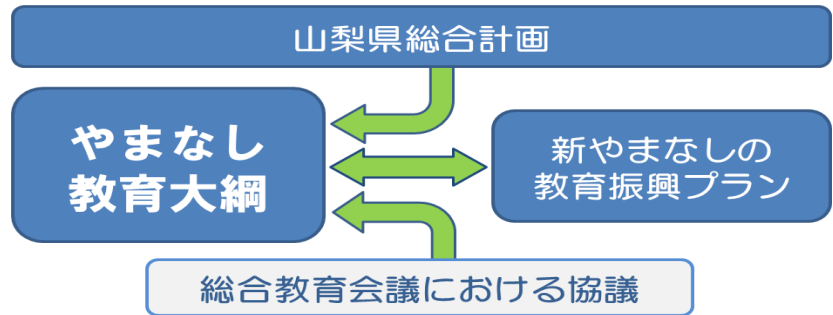 山梨県総合計画
やまなし
教育大綱
新やまなしの
教育振興プラン
総合教育会議における協議